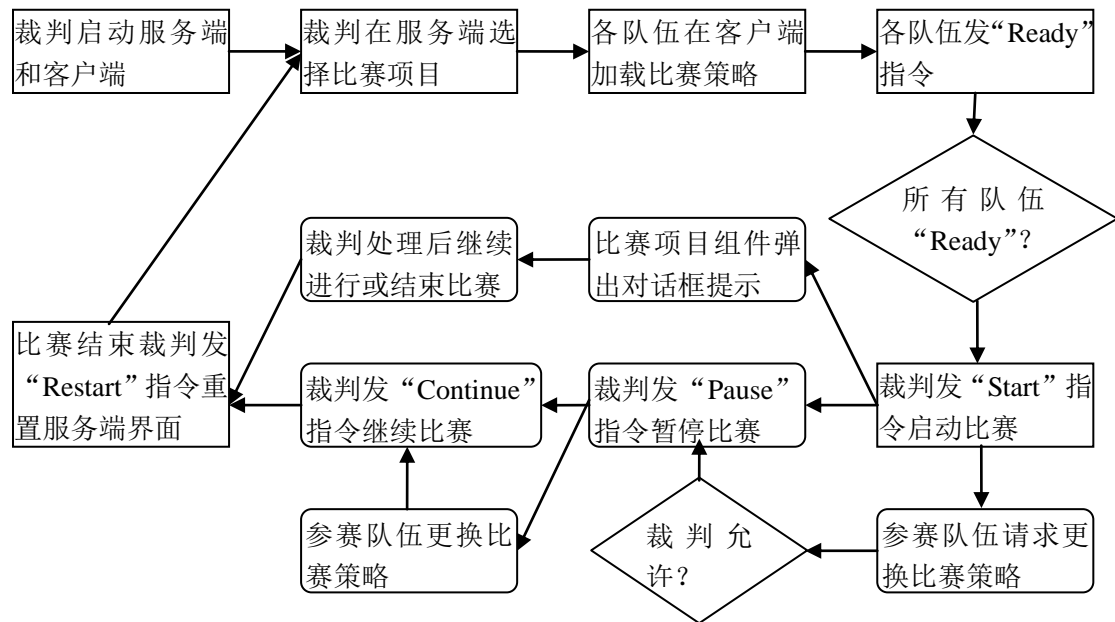 裁判启动服务端
和客户端
裁判在服务端选
择比赛项目
各队伍在客户端
加载比赛策略
各队伍发“Ready”
指令
所有队伍
“Ready”?
裁判处理后继续
进行或结束比赛
比赛项目组件弹
出对话框提示
比赛结束裁判发
“Restart”指令重
置服务端界面
裁判发“Continue”
指令继续比赛
裁判发“Pause”
指令暂停比赛
裁判发“Start”指
令启动比赛
参赛队伍更换比
赛策略
裁判允
许?
参赛队伍请求更
换比赛策略